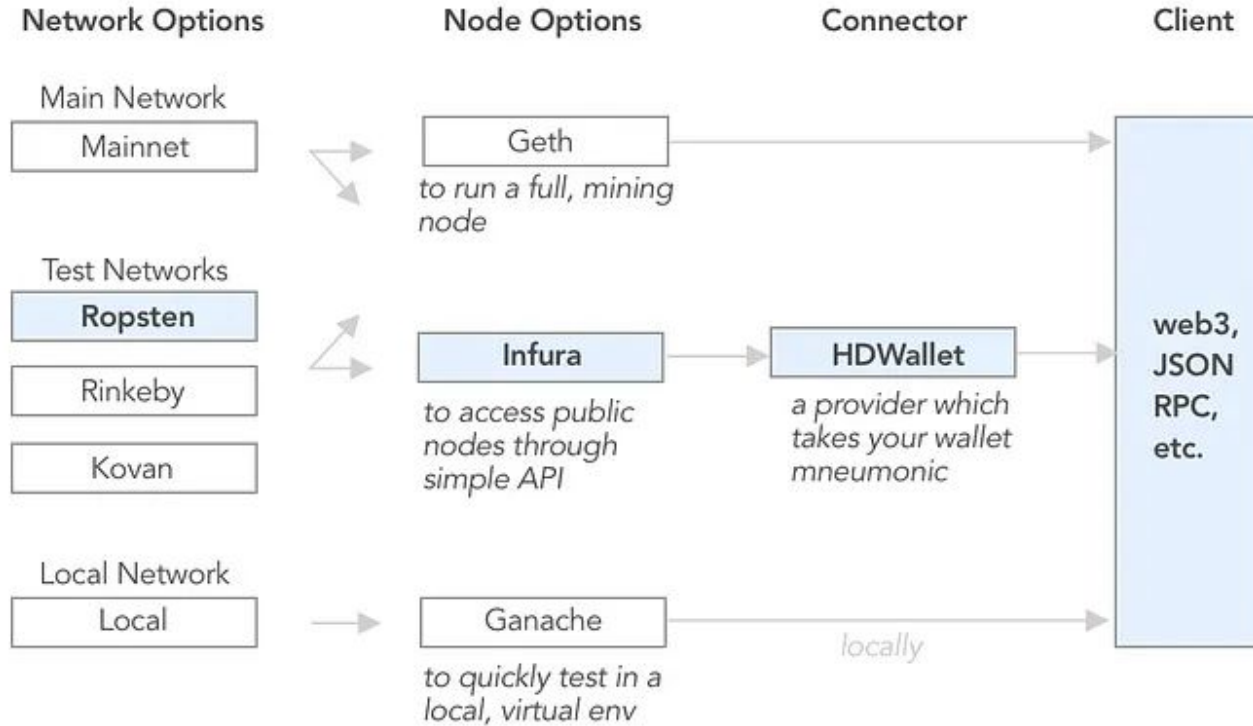 Network Options
Node Options
Connector
Client
Main Network
Mainnet
Geth
to run a full, mining
node
Test Networks
Ropsten
Rinkeby
Kovan
Infura
to access public
nodes through
simple API
HDWallet
a provider which
takes your wallet
mneumonic
web3,
JSON
RPC,
etc.
Local Network
Local
Ganache
to quickly test in a
local, virtual env
locally